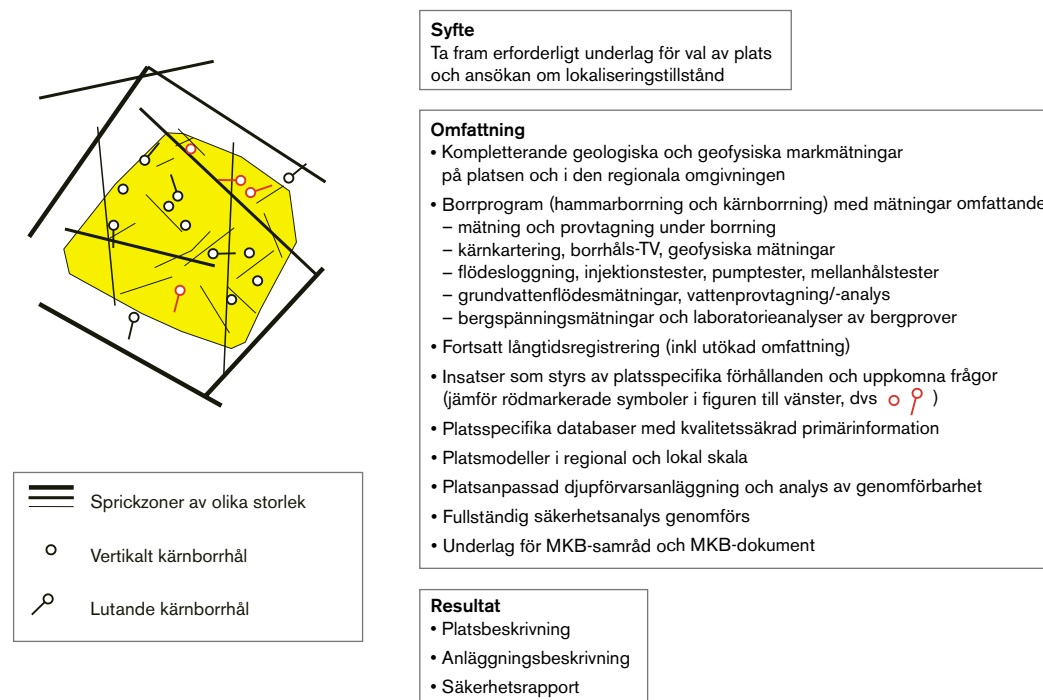 Syfte
Ta fram erforderligt underlag för val av plats
och ansökan om lokaliseringstillstånd
Omfattning
• Kompletterande geologiska och geofysiska markmätningar
på platsen och i den regionala omgivningen
• Borrprogram (hammarborrning och kärnborrning) med mätningar omfattande
– mätning och provtagning under borrning
– kärnkartering, borrhåls-TV, geofysiska mätningar
– flödesloggning, injektionstester, pumptester, mellanhålstester
– grundvattenflödesmätningar, vattenprovtagning/-analys
– bergspänningsmätningar och laboratorieanalyser av bergprover
• Fortsatt långtidsregistrering (inkl utökad omfattning)
• Insatser som styrs av platsspecifika förhållanden och uppkomna frågor
(jämför rödmarkerade symboler i figuren till vänster, dvs )
• Platsspecifika databaser med kvalitetssäkrad primärinformation
• Platsmodeller i regional och lokal skala
• Platsanpassad djupförvarsanläggning och analys av genomförbarhet
• Fullständig säkerhetsanalys genomförs
• Underlag för MKB-samråd och MKB-dokument
Sprickzoner av olika storlek
Vertikalt kärnborrhål
Lutande kärnborrhål
Resultat
• Platsbeskrivning
• Anläggningsbeskrivning
• Säkerhetsrapport